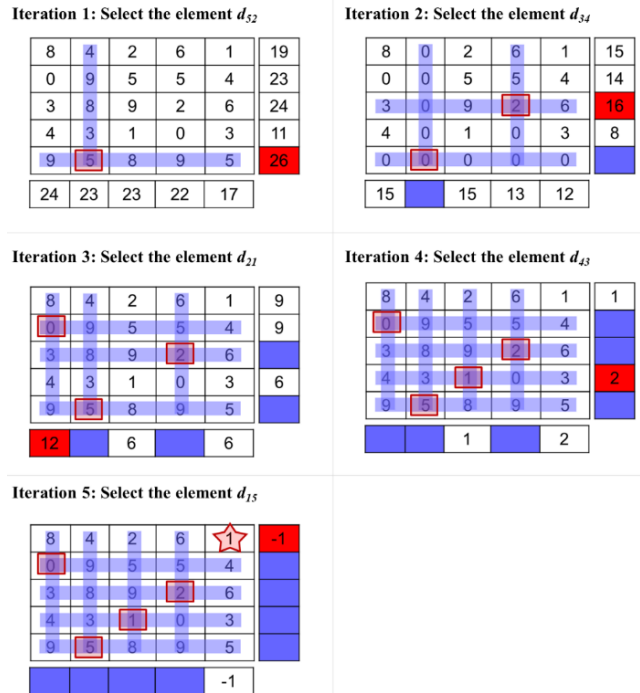 Iteration 1: Select the element d52
8 4 2 6 1 19
0 9 5 5 4 23
3 8 9 2 6 24
4 3 1 0 3 11
9 5 8 9 5 26
24 23 23 22 17
Iteration 2: Select the element d34
8 0 2 6 1 15
0 0 5 5 4 14
3 0 9 2 6 16
4 0 1 0 3 8
0 0 0 0 0
15 15 13 12
Iteration 3: Select the element d21
8 4 2 6 1 9
0 9 5 5 4 9
3 8 9 2 6
4 3 1 0 3 6
9 5 8 9 5
12 6 6
Iteration 4: Select the element d43
8 4 2 6 1 1
0 9 5 5 4
3 8 9 2 6
4 3 1 0 3 2
9 5 8 9 5
1 2
Iteration 5: Select the element d15
8 4 2 6 1 -1
0 9 5 5 4
3 8 9 2 6
4 3 1 0 3
9 5 8 9 5
-1